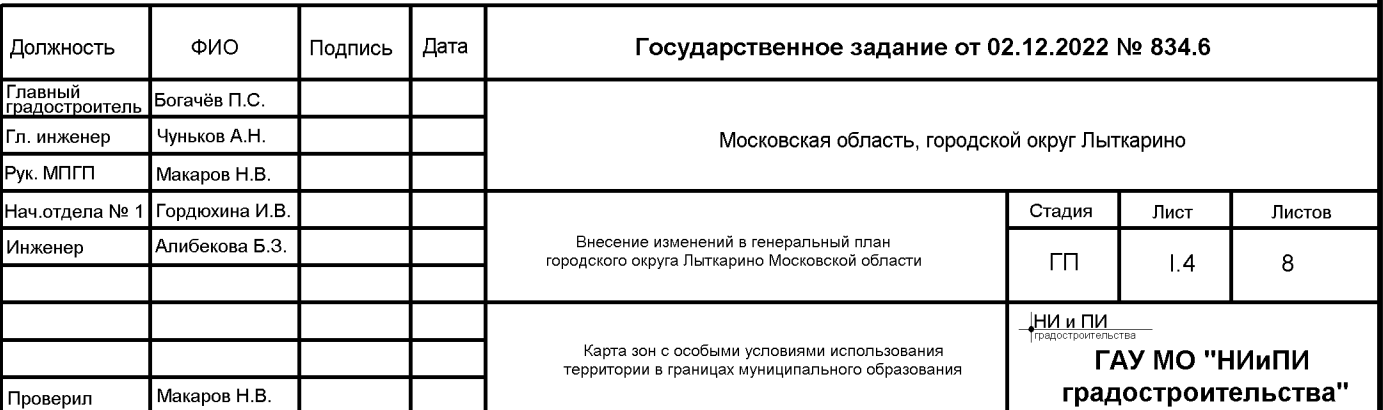 Должность ФИО Подпись Дата Государственное задание от 02.12.2022 № 834.6
Главный
градостроитель Богачёв П.С.
Гл. инженер Чуньков А.Н. Московская область, городской округ Лыткарино
Рук. МПГП Макаров Н.В.
Нач.отдела № 1 Гордюхина И.В. Стадия Лист Листов
Инженер Алибекова Б.З. Внесение изменений в генеральный план
городского округа Лыткарино Московской области ГП I.4 8
НИ и ПИ
градостроительства
Карта зон с особыми условиями использования
территории в границах муниципального образования
ГАУ МО "НИиПИ
градостроительства"
Проверил Макаров Н.В.